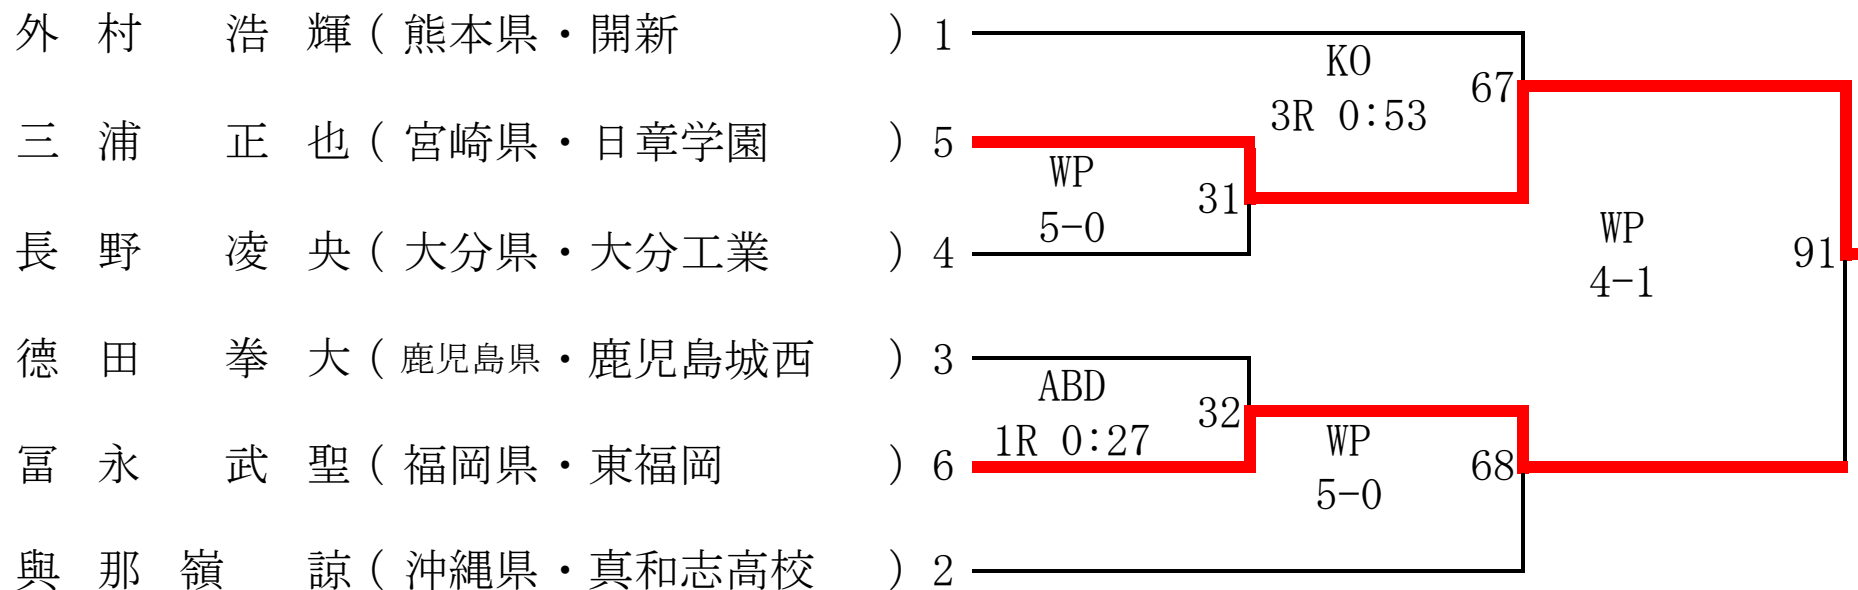 外村 浩輝(熊本県・開新)1
KO
3R 0:53
67
三浦 正也(宮崎県・日章学園)5
WP
5-0
31
長野 凌央(大分県・大分工業)4
WP
4-1
91
德田 拳大(鹿児島県・鹿児島城西)3
ABD
1R 0:27
32
冨永 武聖(福岡県・東福岡)6
WP
5-0
68
與那嶺 諒(沖縄県・真和志高校)2